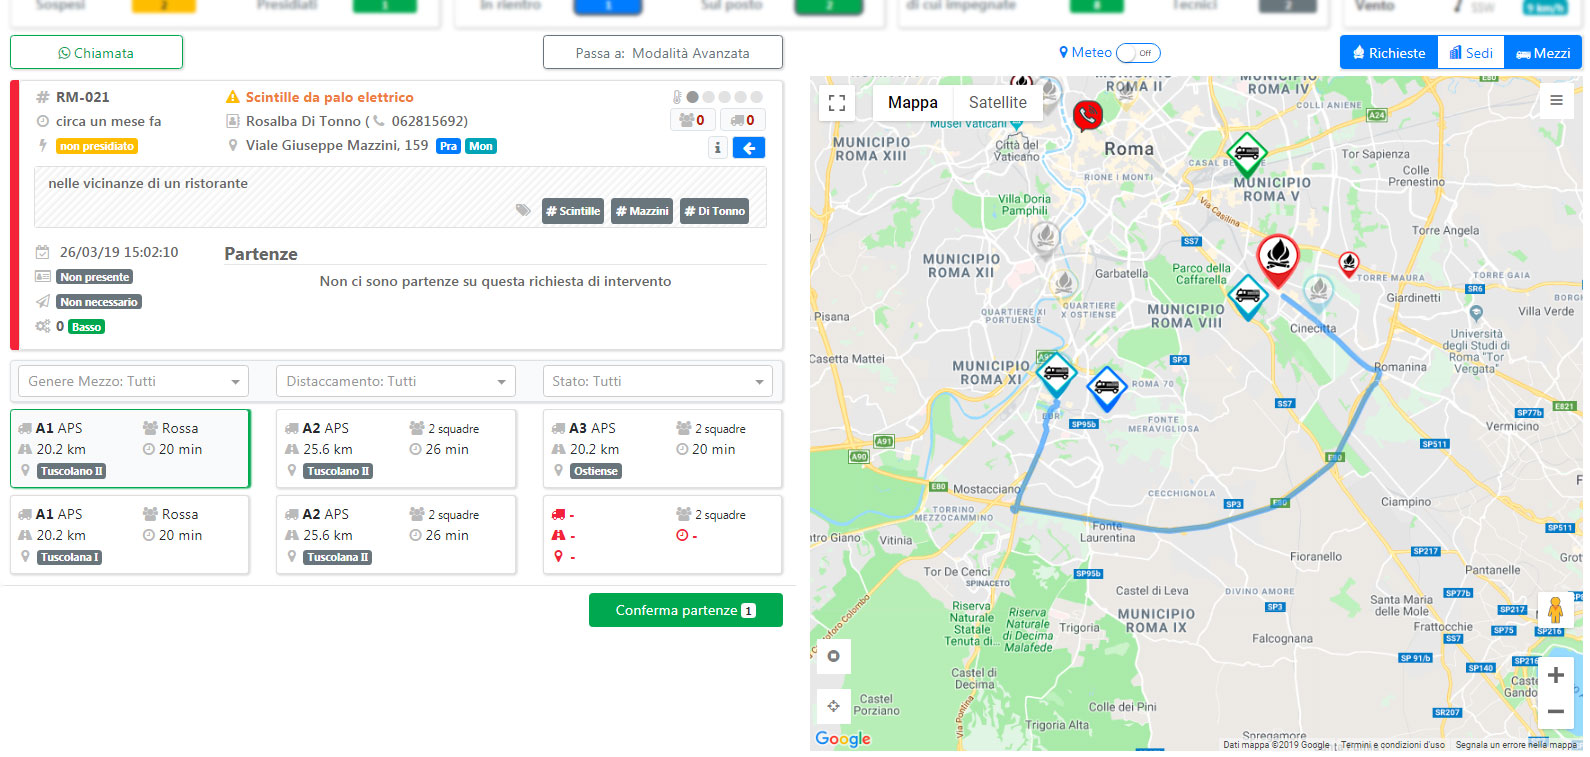 Sospesi 2 Presidiati 1 In rientro 1 Sul posto 2 di cui impegnate 8 Tecnici 2 Vento SSW 9 km/h
Chiamata
Passa a: Modalità Avanzata
Meteo Off
Richieste Sedi Mezzi
# RM-021
circa un mese fa
non presidiato
Scintille da palo elettrico
Rosalba Di Tonno ( 062815692)
Viale Giuseppe Mazzini, 159 Pra Mon
0 0
i
nelle vicinanze di un ristorante
# Scintille # Mazzini # Di Tonno
26/03/19 15:02:10
Non presente
Non necessario
0 Basso
Partenze
Non ci sono partenze su questa richiesta di intervento
Genere Mezzo: Tutti
Distaccamento: Tutti
Stato: Tutti
A1 APS Rossa
20.2 km 20 min
Tuscolano II
A2 APS 2 squadre
25.6 km 26 min
Tuscolano II
A3 APS 2 squadre
20.2 km 20 min
Ostiense
A1 APS Rossa
20.2 km 20 min
Tuscolana I
A2 APS 2 squadre
25.6 km 26 min
Tuscolana II
- 2 squadre
- -
-
Conferma partenze 1
Mappa Satellite
MUNICIPIO
ROMA II
MUNICIPIO
ROMA IV
COLLI ANIENE
E80
A24
Musei Vaticani
Città del
Vaticano
MUNICIPIO
ROMA XIII
Roma
RIONE I MONTI
CASAL BE
Tor Sapienza
Colle
Prenestino
MUNICIPIO
ROMA V
Villa Doria
Pamphili
Via Casilina
SS7
Torre Angela
MUNICIPIO
ROMA XII
Garbatella
Parco della
Caffarella
TORRE MAURA
TORRE GAIA
SR6
BORG
Giardinetti
Villa Verde
Pisana
QUARTIERE
XI PORTUENSE
QUARTIERE
X OSTIENSE
MUNICIPIO
ROMA VIII
Cinecittà
Università
degli Studi di
Roma "Tor
Vergata"
Casetta Mattei
MUNICIPIO
ROMA XI
SP3
Romanina
ROMA 70
EUR
SP95b
FONTE
MERAVIGLIOSA
SS7
E821
SP77b
Vermicino
A91
A90
SP511
E80
E80
Mostacciano
CECCHIGNOLA
SP3
E80
Ciampino
TORRINO
MEZZOCAMMINO
Fonte
Laurentina
SP511
Centro Giano
Vitinia
Fioranello
SP217
Grot
Tor De Cenci
SPINACETO
SP95b
Pantanelle
Castel di Leva
DIVINO AMORE
SP3
SP77b
Santa Maria
delle Mole
SP217
Riserva
Naturale
Statale
Tenuta di...
Riserva
Naturale
di Decima
Malafede
Trigoria
MUNICIPIO
ROMA IX
Falcognana
Frattocchie
SS7
SP75
SP216
SP 91/b
SP140
SP216
Castel
Gandol
Castel di
Decima
Via Pontina
Castel
Porziano
Colle dei Pini
SR207
Trigoria Alta
Spregamore
Google
Dati mappa ©2019 Google
Termini e condizioni d'uso
Segnala un errore nella mappa